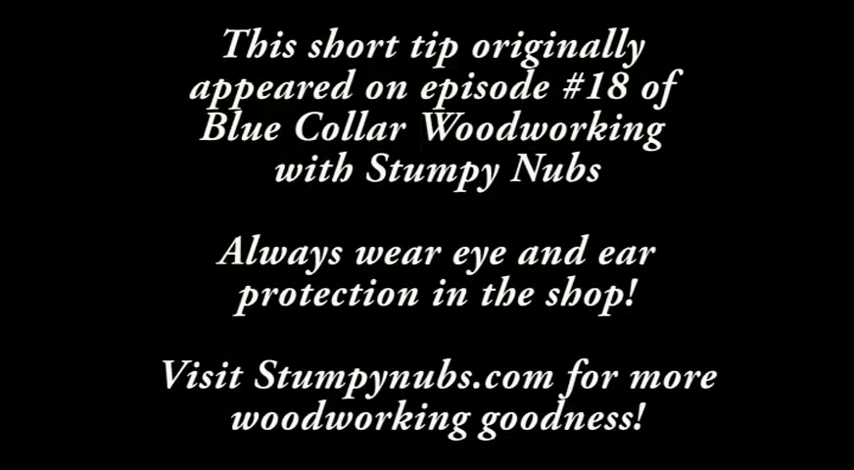 This short tip originally
appeared on episode #18 of
Blue Collar Woodworking
with Stumpy Nubs
Always wear eye and ear
protection in the shop!
Visit Stumpynubs.com for more
woodworking goodness!